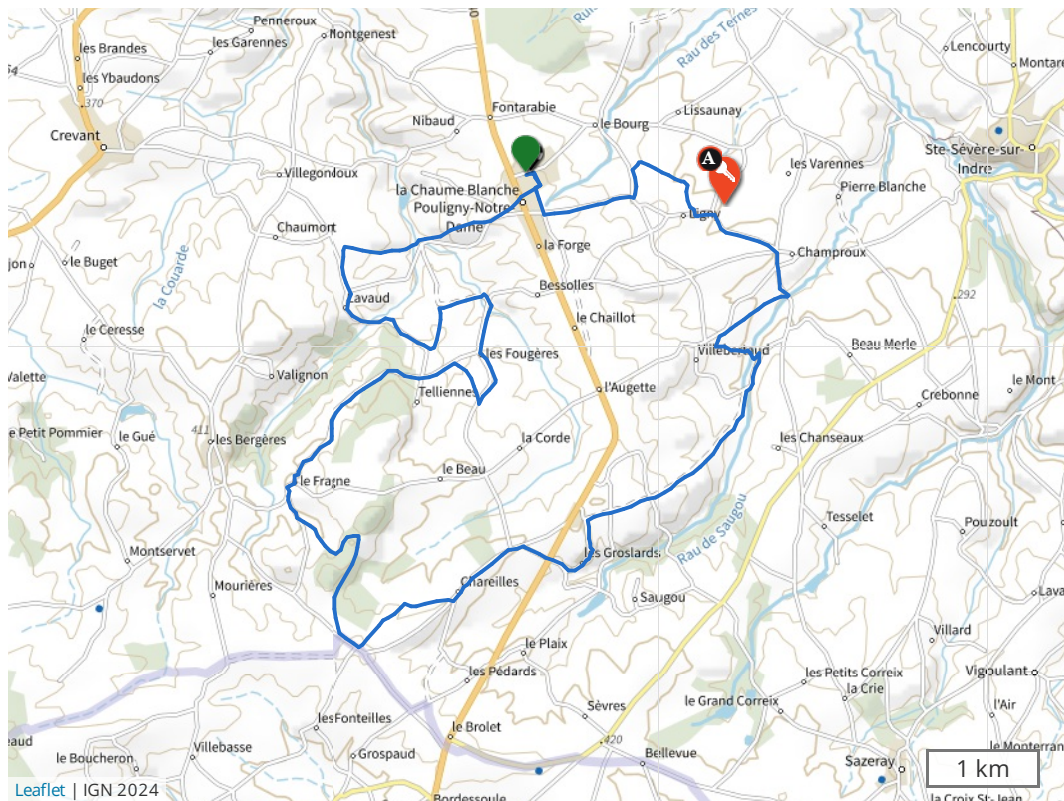 Penneroux
les Garennes
Montgenest
les Brandes
les Ybaudons
370
Crevant
Fontarabie
Nibaud
le Bourg
Lissaunay
Rau des Ternes
Lencourty
Ste-Sévère-sur-
Indre
les Varennes
Pierre Blanche
A
Villegondoux
la Chaume Blanche
Pouligny-Notre-
Dame
Ligny
Chaumort
le Buget
la Couarde
la Forge
Champroux
Bessolles
292
Lavaud
le Ceresse
le Chaillot
Villebertaud
Beau Merle
les Fougères
Valignon
Telliennes
l'Augette
le Mont
Crebonne
Valette
e Petit Pommier
le Gué
411
les Bergères
la Corde
les Chanseaux
le Beau
le Fragne
Rau de Saugou
Tesselet
Pouzoult
Montservet
les Groslards
Mourières
Chareilles
Saugou
Villard
le Plaix
les Pédards
les Petits Correix
Vigoulant
la Crie
le Grand Correix
l'Air
Sèvres
lesFonteilles
le Brolet
420
Villebasse
Grospaud
Bellevue
le Boucheron
Sazeray
le Monterran
1 km
Leaflet | IGN 2024
Bordessoule
la Croix St-Jean